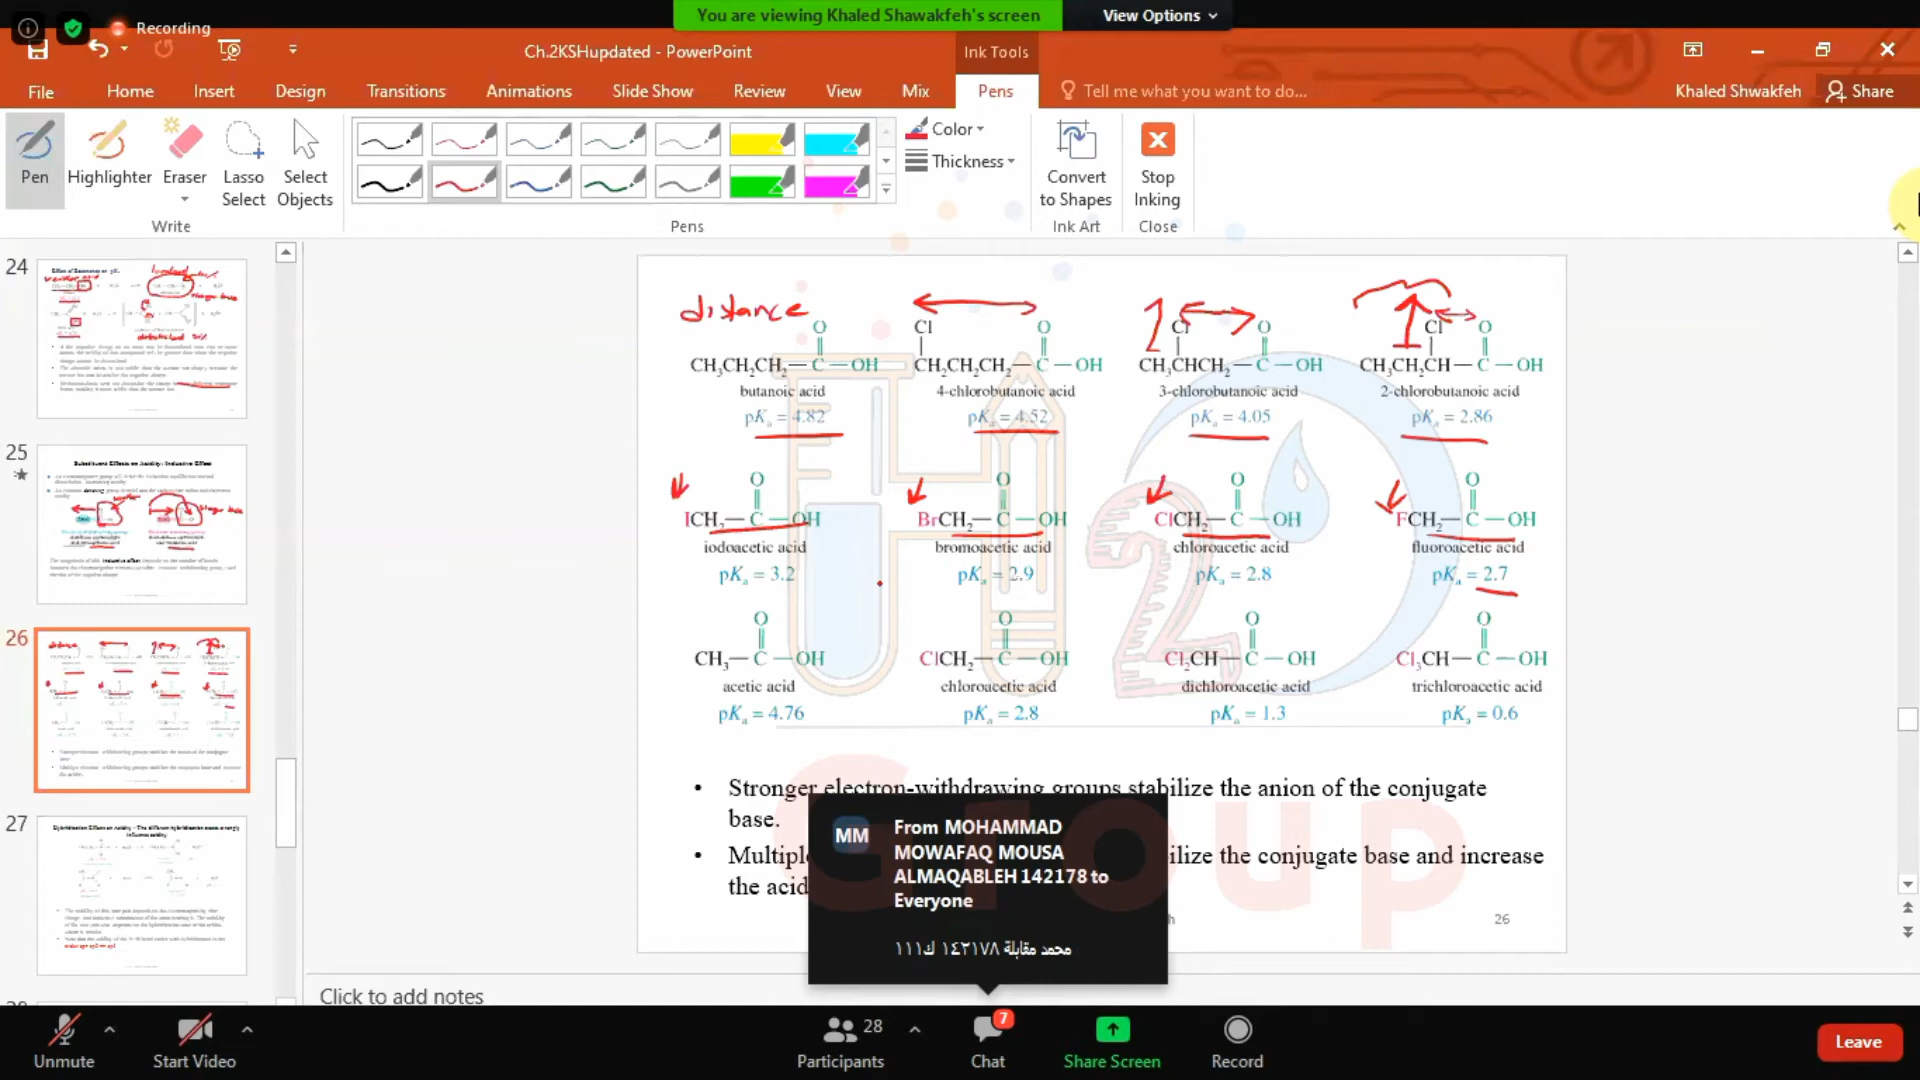 You are viewing Khaled Shawakfeh's screen
View Options
Recording
Ch.2KSHupdated - PowerPoint
Ink Tools
File
Home
Insert
Design
Transitions
Animations
Slide Show
Review
View
Mix
Pens
Tell me what you want to do...
Khaled Shwakfeh
Share
Pen
Highlighter
Eraser
Lasso Select
Select Objects
Write
Pens
Color
Thickness
Convert to Shapes
Ink Art
Stop Inking
Close
24
25
Substituent Effects on Acidity: Inductive Effect
26
27
distance
O O O O
Cl Cl Cl
CH₃CH₂CH₂—C—OH CH₂CH₂CH₂—C—OH CH₃CHCH₂—C—OH CH₃CH₂CH—C—OH
butanoic acid 4-chlorobutanoic acid 3-chlorobutanoic acid 2-chlorobutanoic acid
pKₐ = 4.82 pKₐ = 4.52 pKₐ = 4.05 pKₐ = 2.86
O O O O
ICH₂—C—OH BrCH₂—C—OH ClCH₂—C—OH FCH₂—C—OH
iodoacetic acid bromoacetic acid chloroacetic acid fluoroacetic acid
pKₐ = 3.2 pKₐ = 2.9 pKₐ = 2.8 pKₐ = 2.7
O O O O
CH₃—C—OH ClCH₂—C—OH Cl₂CH—C—OH Cl₃CH—C—OH
acetic acid chloroacetic acid dichloroacetic acid trichloroacetic acid
pKₐ = 4.76 pKₐ = 2.8 pKₐ = 1.3 pKₐ = 0.6
• Stronger electron-withdrawing groups stabilize the anion of the conjugate
base.
• Multipl ilize the conjugate base and increase
the acid
26
H2O
Group
MM
From MOHAMMAD
MOWAFAQ MOUSA
ALMAQABLEH 142178 to
Everyone
محمد مقابلة ١٤٢١٧٨ ك١١١
Click to add notes
Unmute
Start Video
28
Participants
7
Chat
Share Screen
Record
Leave